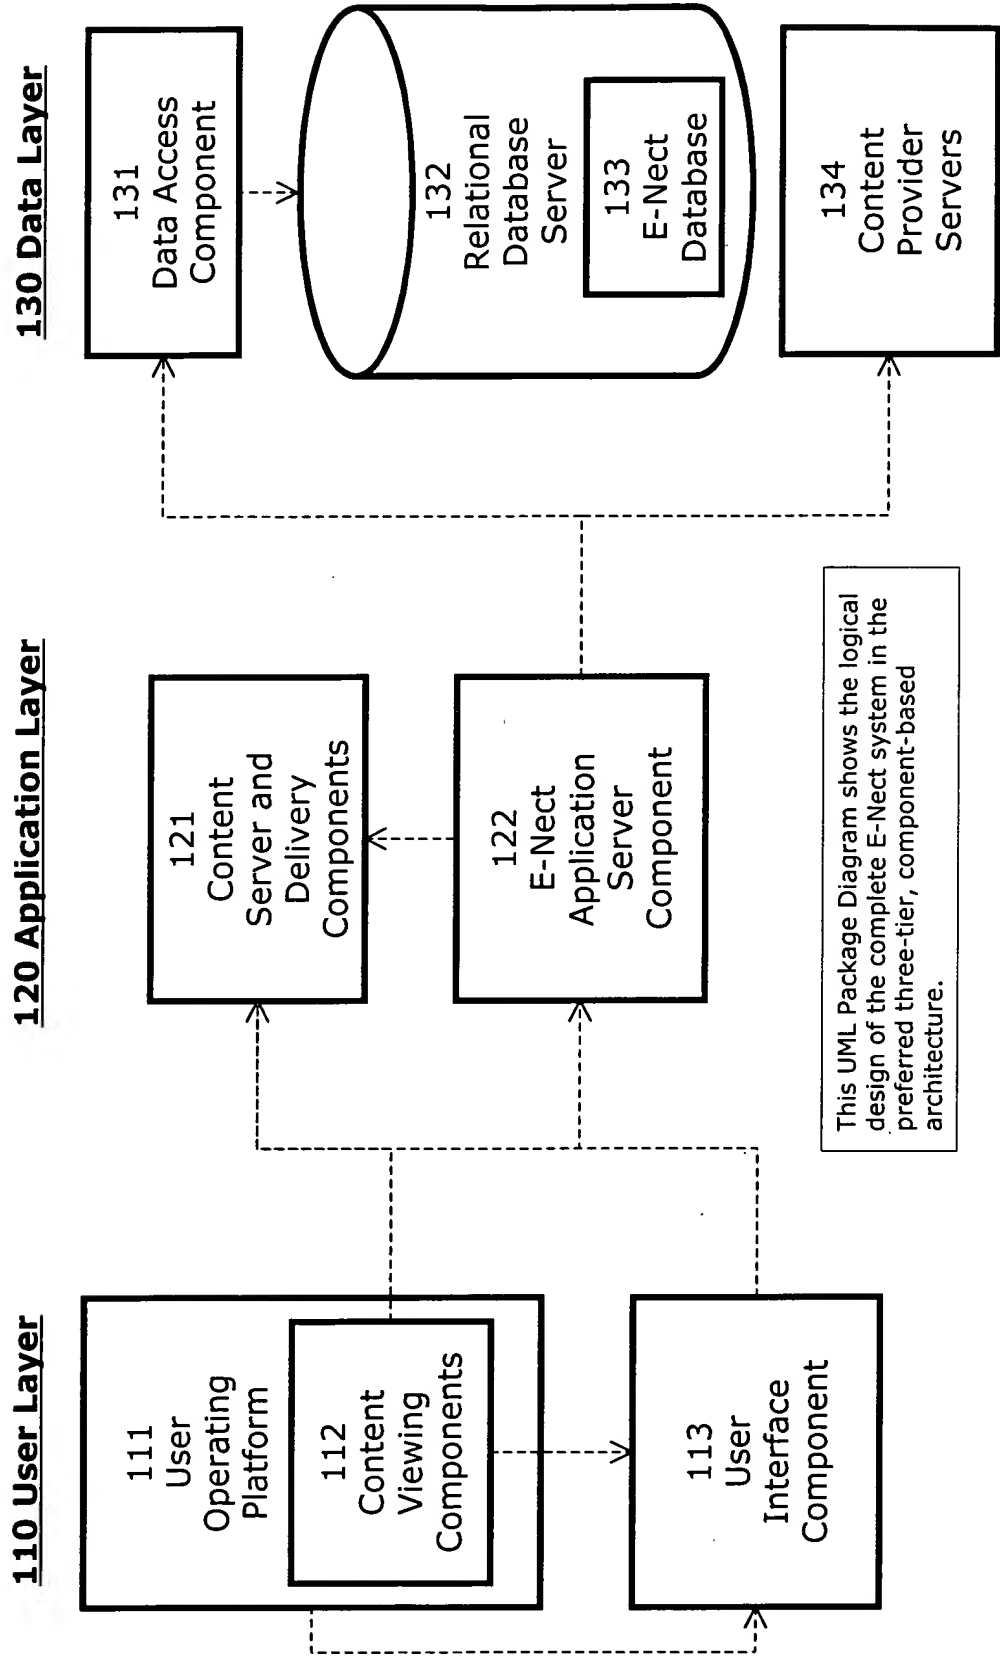 110 User Layer
111
User
Operating
Platform
112
Content
Viewing
Components
113
User
Interface
Component
120 Application Layer
121
Content
Server and
Delivery
Components
122
E-Nect
Application
Server
Component
This UML Package Diagram shows the logical
design of the complete E-Nect system in the
preferred three-tier, component-based
architecture.
130 Data Layer
131
Data Access
Component
132
Relational
Database
Server
133
E-Nect
Database
134
Content
Provider
Servers